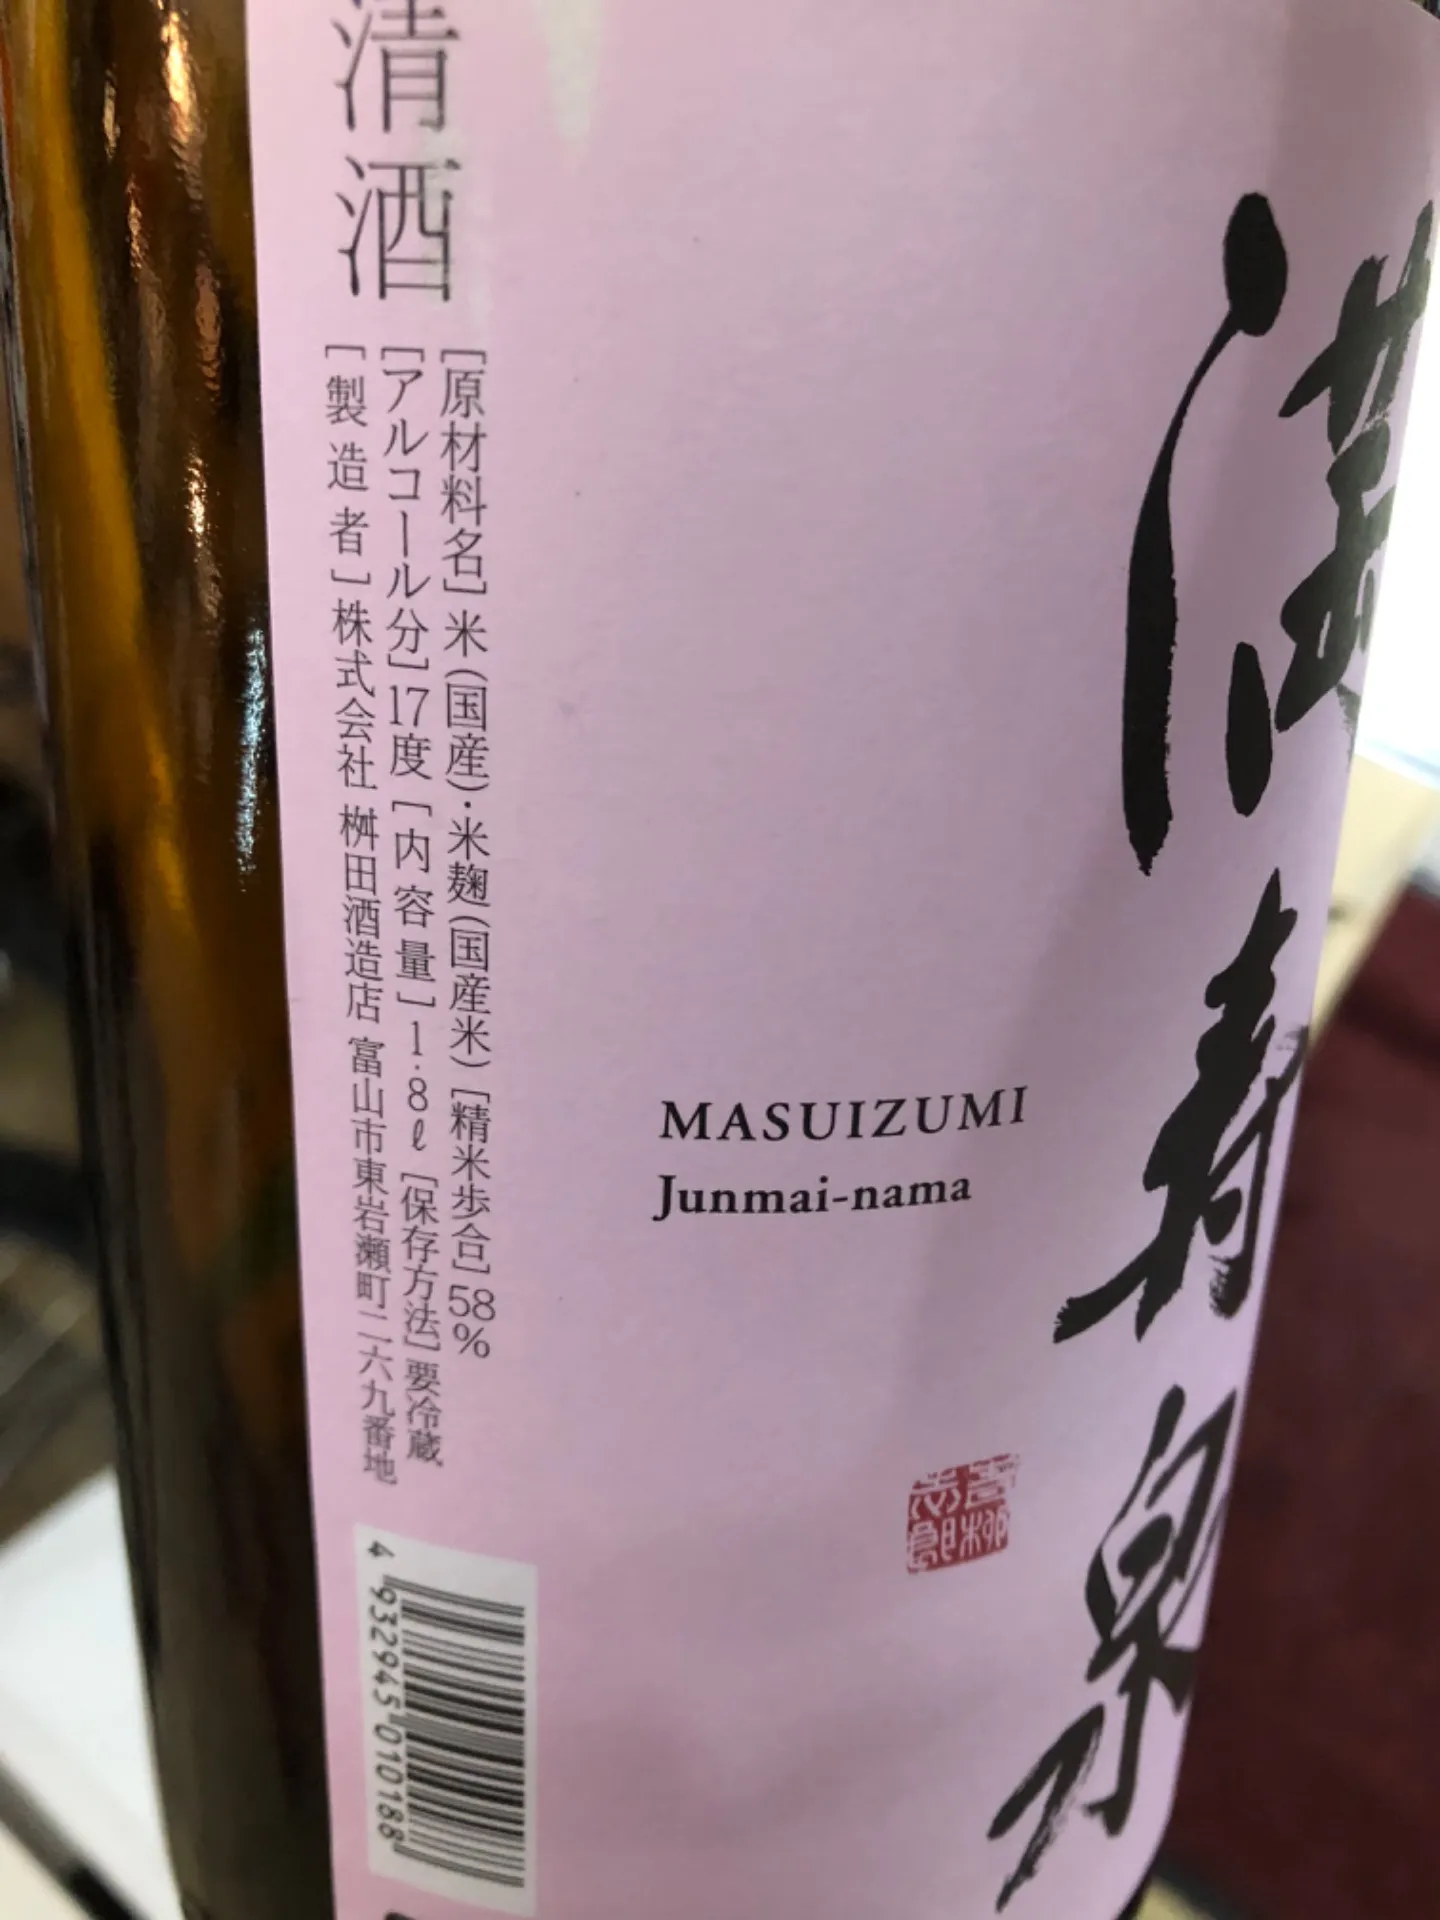 満寿泉
MASUIZUMI
Junmai-nama
清酒
[原材料名]米(国産)・米麹(国産米)[精米歩合]58%
[アルコール分]17度[内容量]1.8ℓ[保存方法]要冷蔵
[製造者]株式会社 桝田酒造店 富山市東岩瀬町二六九番地
4932945010188